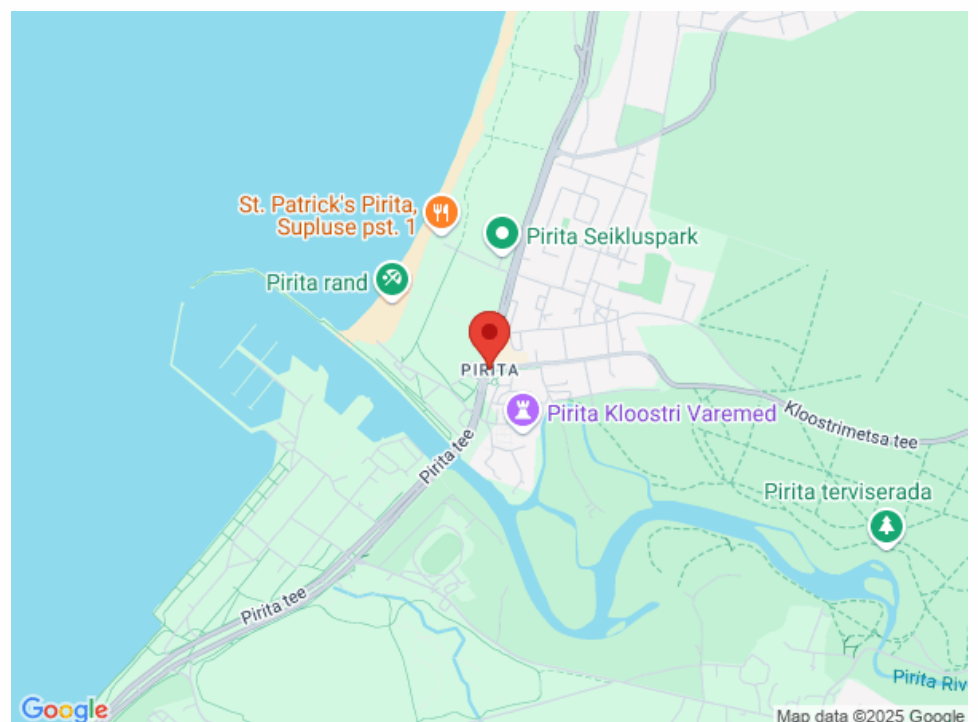 St. Patrick's Pirita,
Supluse pst. 1
Pirita Seikluspark
Pirita rand
PIRITA
Pirita Kloostri Varemed
Kloostrimetsa tee
Pirita tee
Pirita terviserada
Pirita tee
Pirita Riv
Google
Map data ©2025 Google